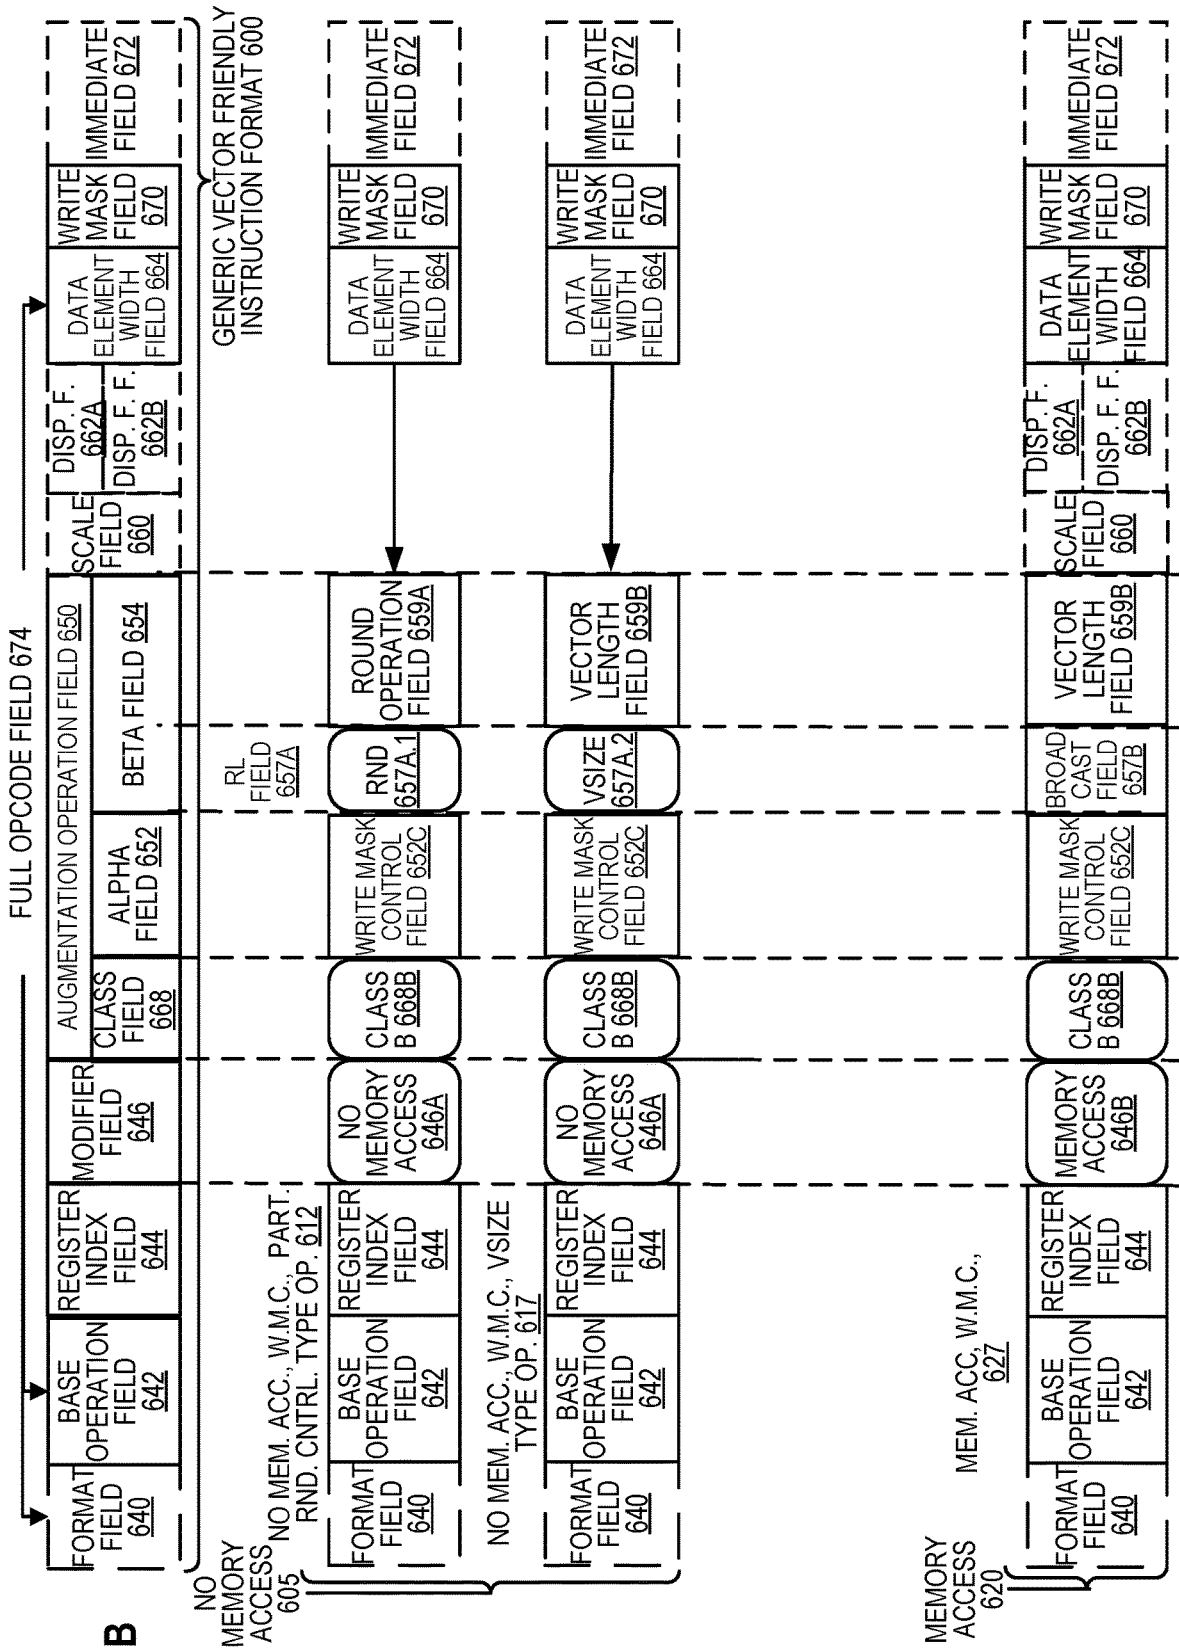 FULL OPCODE FIELD 674
FORMAT
FIELD
640
BASE
OPERATION
FIELD
642
REGISTER
INDEX
FIELD
644
MODIFIER
FIELD
646
AUGMENTATION OPERATION FIELD 650
CLASS
FIELD
668
ALPHA
FIELD 652
BETA FIELD 654
SCALE
FIELD
660
DISP. F.
662A
DISP. F. F.
662B
DATA
ELEMENT
WIDTH
FIELD 664
WRITE
MASK
FIELD
670
IMMEDIATE
FIELD 672
B
GENERIC VECTOR FRIENDLY
INSTRUCTION FORMAT 600
NO
MEMORY
ACCESS
605
RL
FIELD
657A
NO MEM. ACC., W.M.C., PART.
RND. CNTRL. TYPE OP. 612
FORMAT
FIELD
640
BASE
OPERATION
FIELD
642
REGISTER
INDEX
FIELD
644
NO
MEMORY
ACCESS
646A
CLASS
B 668B
WRITE MASK
CONTROL
FIELD 652C
RND
657A.1
ROUND
OPERATION
FIELD 659A
DATA
ELEMENT
WIDTH
FIELD 664
WRITE
MASK
FIELD
670
IMMEDIATE
FIELD 672
NO MEM. ACC., W.M.C., VSIZE
TYPE OP. 617
FORMAT
FIELD
640
BASE
OPERATION
FIELD
642
REGISTER
INDEX
FIELD
644
NO
MEMORY
ACCESS
646A
CLASS
B 668B
WRITE MASK
CONTROL
FIELD 652C
VSIZE
657A.2
VECTOR
LENGTH
FIELD 659B
DATA
ELEMENT
WIDTH
FIELD 664
WRITE
MASK
FIELD
670
IMMEDIATE
FIELD 672
MEMORY
ACCESS
620
MEM. ACC, W.M.C.,
627
FORMAT
FIELD
640
BASE
OPERATION
FIELD
642
REGISTER
INDEX
FIELD
644
MEMORY
ACCESS
646B
CLASS
B 668B
WRITE MASK
CONTROL
FIELD 652C
BROAD
CAST
FIELD
657B
VECTOR
LENGTH
FIELD 659B
SCALE
FIELD
660
DISP. F.
662A
DISP. F. F.
662B
DATA
ELEMENT
WIDTH
FIELD 664
WRITE
MASK
FIELD
670
IMMEDIATE
FIELD 672